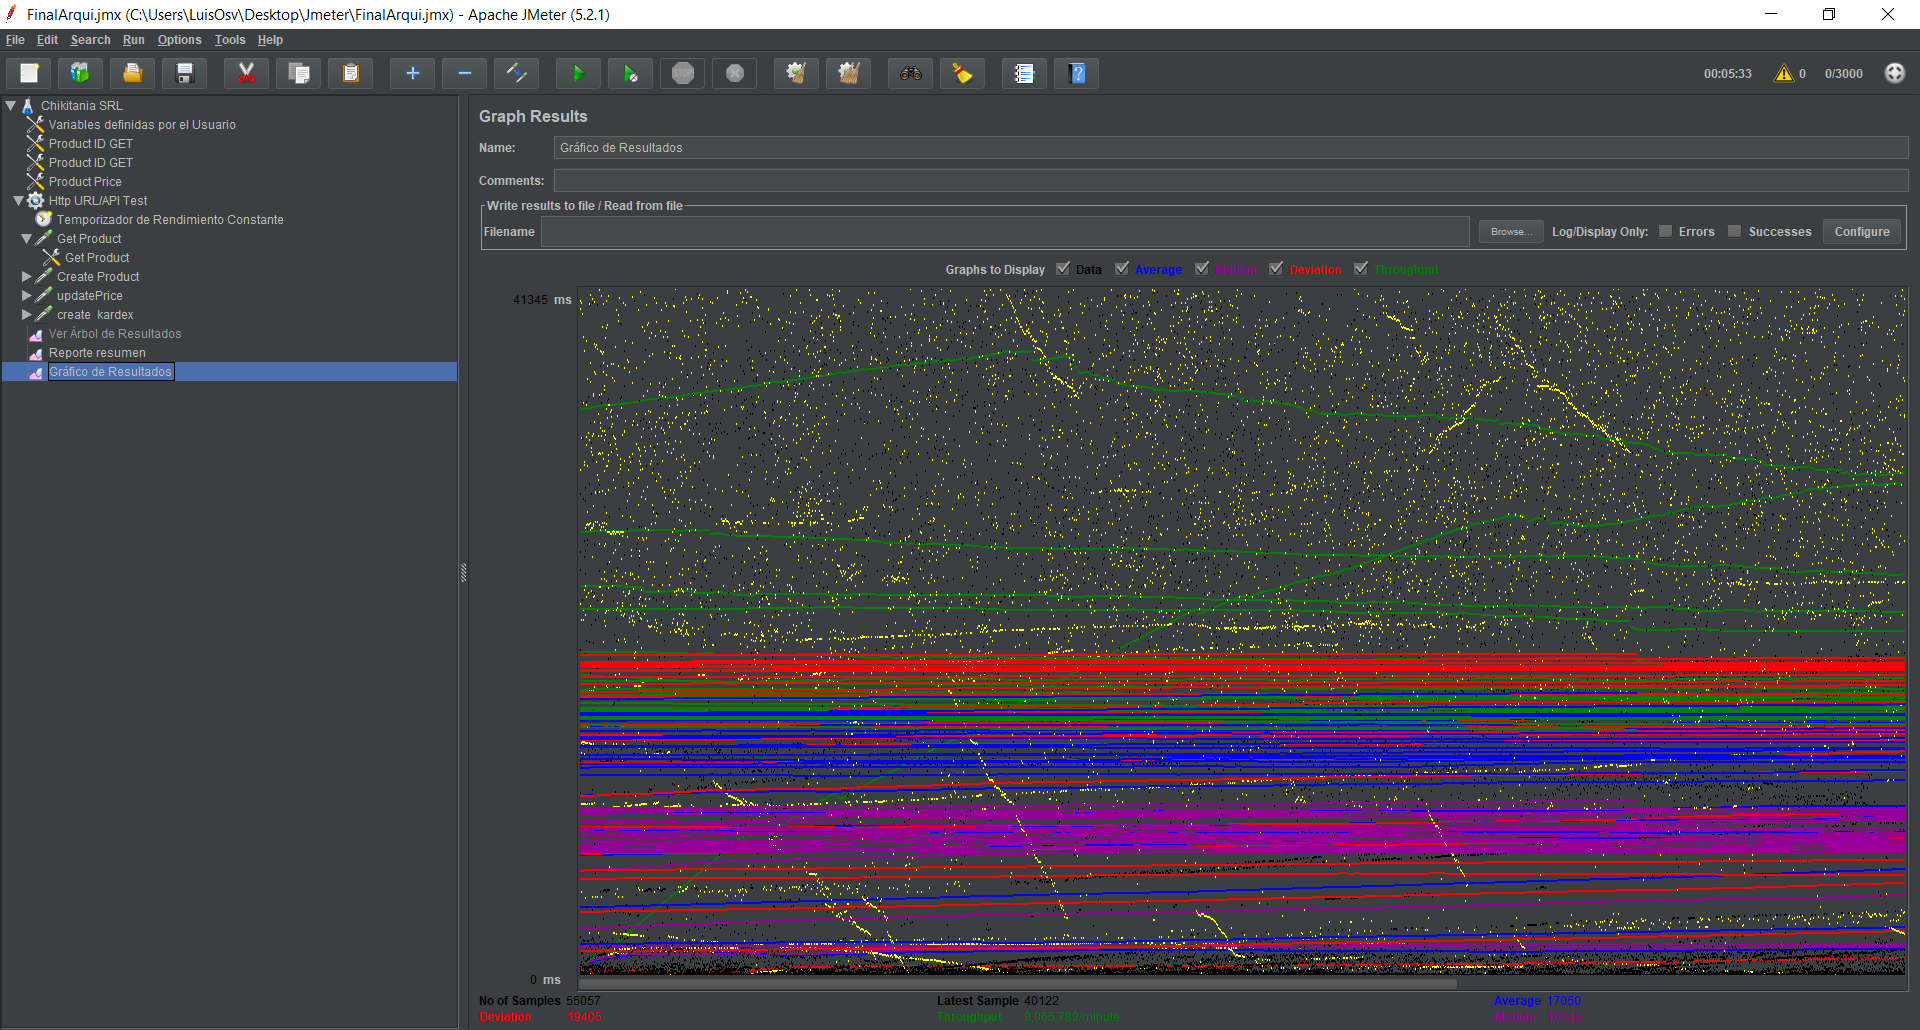 FinalArqui.jmx (C:\Users\LuisOsv\Desktop\Jmeter\FinalArqui.jmx) - Apache JMeter (5.2.1)
File Edit Search Run Options Tools Help
STOP
00:05:33 0 0/3000
Chikitania SRL
Variables definidas por el Usuario
Product ID GET
Product ID GET
Product Price
Http URL/API Test
Temporizador de Rendimiento Constante
Get Product
Get Product
Create Product
updatePrice
create kardex
Ver Árbol de Resultados
Reporte resumen
Gráfico de Resultados
Graph Results
Name: Gráfico de Resultados
Comments:
Write results to file / Read from file
Filename Browse... Log/Display Only: Errors Successes Configure
Graphs to Display Data Average Median Deviation Throughput
41345 ms
0 ms
No of Samples 55057 Latest Sample 40122 Average 17050
Deviation 19405 Throughput Median